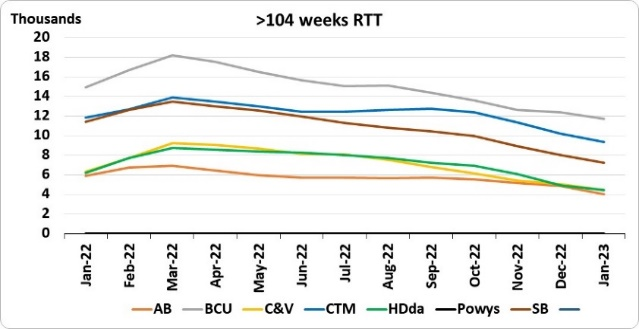 Thousands
>104 weeks RTT
20
18
16
14
12
10
8
6
4
2
0
Jan-22
Feb-22
Mar-22
Apr-22
May-22
Jun-22
Jul-22
Aug-22
Sep-22
Oct-22
Nov-22
Dec-22
Jan-23
AB BCU C&V CTM HDda Powys SB